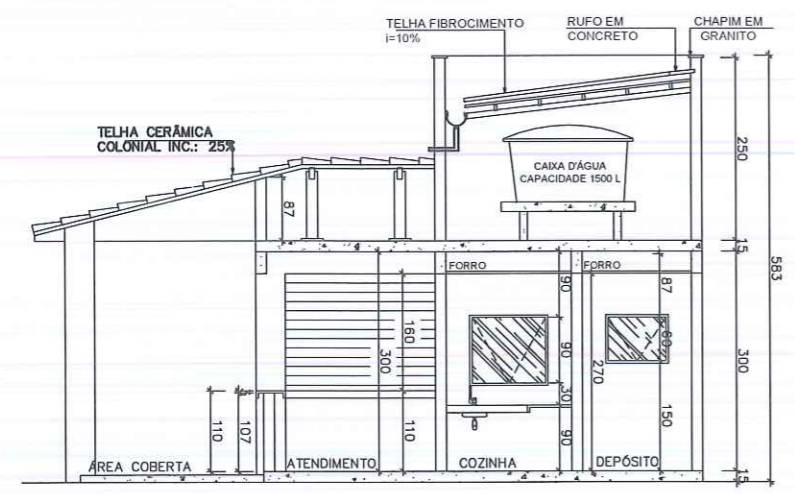 TELHA FIBROCIMENTO
i=10%
RUFO EM
CONCRETO
CHAPIM EM
GRANITO
TELHA CERÂMICA
COLONIAL INC.: 25%
CAIXA D'ÁGUA
CAPACIDADE 1500 L
250
87
15
583
FORRO
FORRO
90
87
160
300
90
60
270
300
30
150
110
107
110
90
15
ÁREA COBERTA
ATENDIMENTO
COZINHA
DEPÓSITO